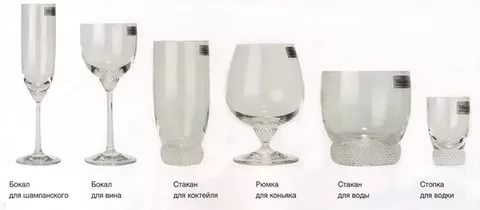 Бокал
для шампанского
Бокал
для вина
Стакан
для коктейля
Рюмка
для коньяка
Стакан
для воды
Стопка
для водки